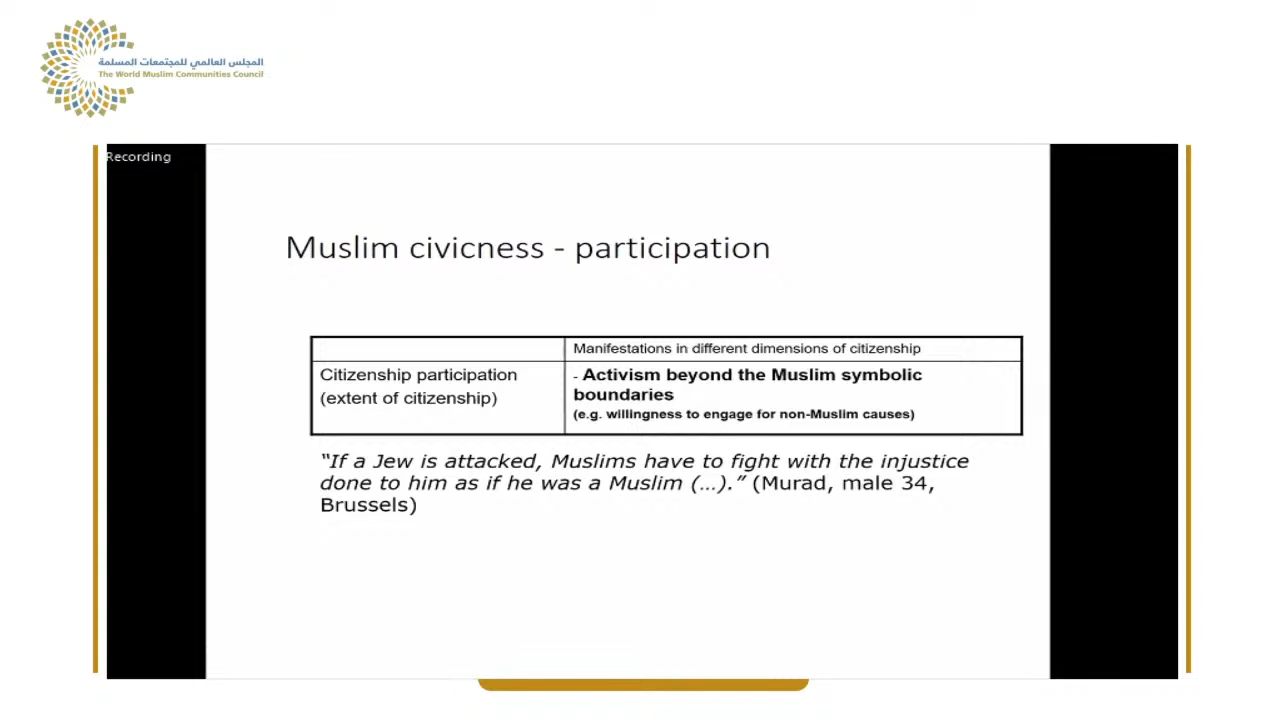 المجلس العالمي للمجتمعات المسلمة
The World Muslim Communities Council
Recording
Muslim civicness - participation
Manifestations in different dimensions of citizenship
Citizenship participation
(extent of citizenship)
- Activism beyond the Muslim symbolic
boundaries
(e.g. willingness to engage for non-Muslim causes)
“If a Jew is attacked, Muslims have to fight with the injustice
done to him as if he was a Muslim (…).” (Murad, male 34,
Brussels)